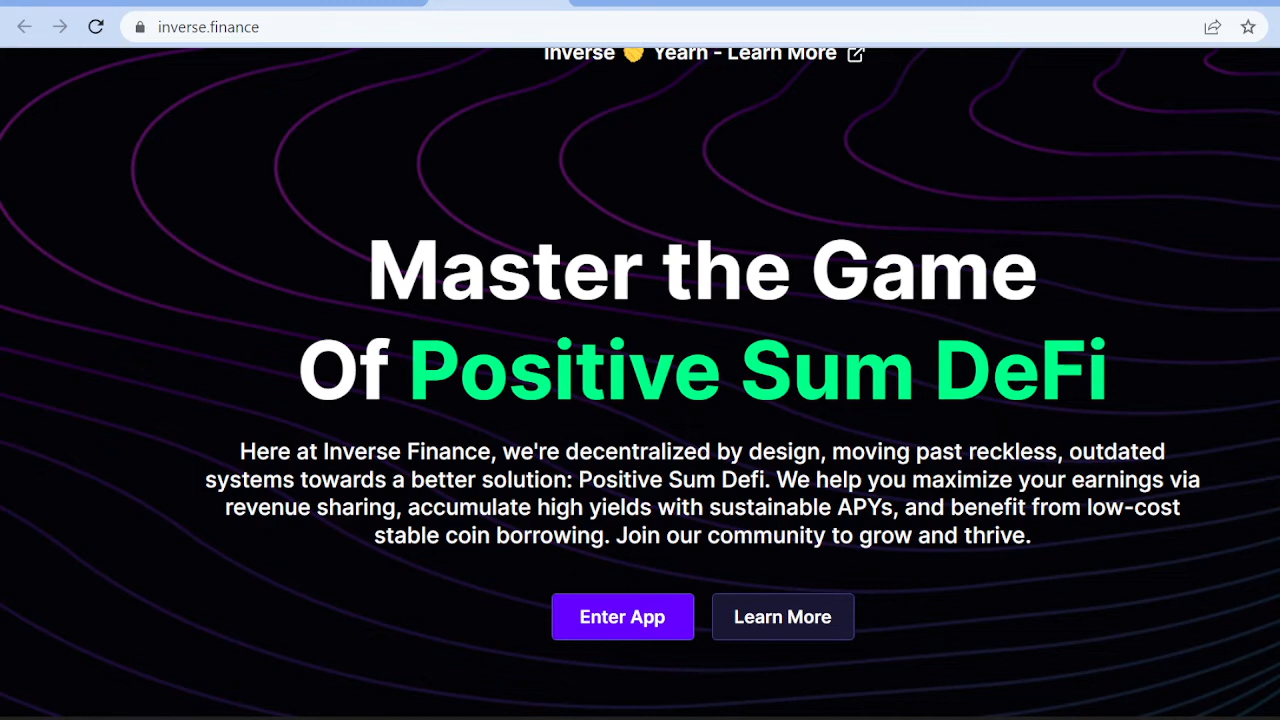 inverse.finance
Inverse 🤝 Yearn - Learn More
Master the Game
Of Positive Sum DeFi
Here at Inverse Finance, we're decentralized by design, moving past reckless, outdated
systems towards a better solution: Positive Sum Defi. We help you maximize your earnings via
revenue sharing, accumulate high yields with sustainable APYs, and benefit from low-cost
stable coin borrowing. Join our community to grow and thrive.
Enter App
Learn More